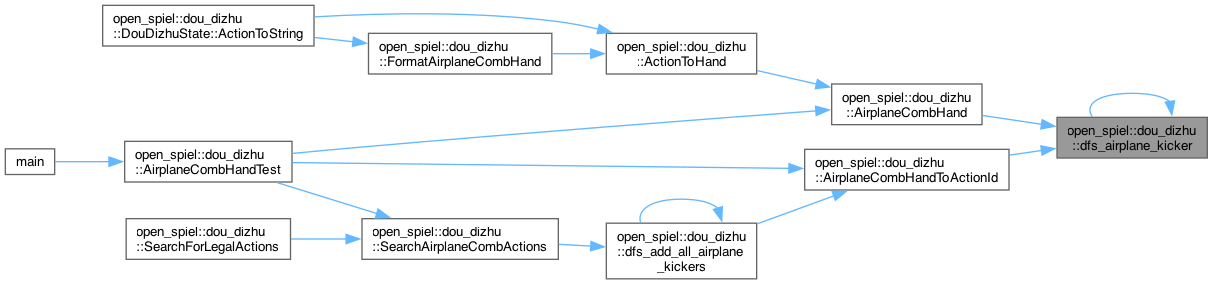 open_spiel::dou_dizhu
::DouDizhuState::ActionToString
open_spiel::dou_dizhu
::FormatAirplaneCombHand
open_spiel::dou_dizhu
::ActionToHand
open_spiel::dou_dizhu
::AirplaneCombHand
open_spiel::dou_dizhu
::dfs_airplane_kicker
main
open_spiel::dou_dizhu
::AirplaneCombHandTest
open_spiel::dou_dizhu
::AirplaneCombHandToActionId
open_spiel::dou_dizhu
::SearchForLegalActions
open_spiel::dou_dizhu
::SearchAirplaneCombActions
open_spiel::dou_dizhu
::dfs_add_all_airplane
_kickers